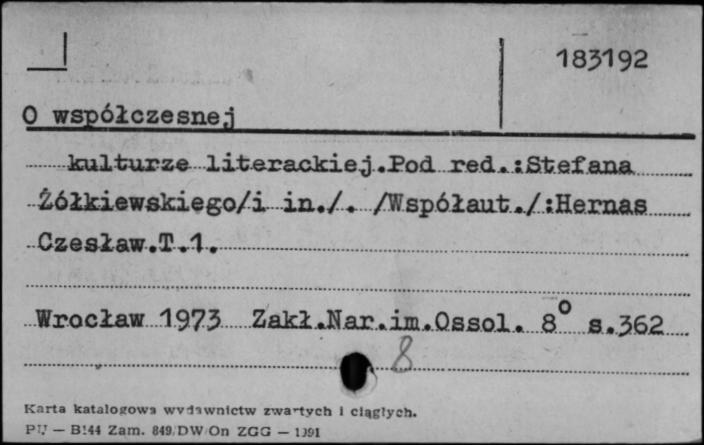 183192
O współczesnej
kulturze literackiej.Pod red.:Stefana
Żółkiewskiego/i in./. /Współaut./:Hernas
Czesław.T.1.
Wrocław 1973 Zakł.Nar.im.Ossol. 8° s.362
8
Karta katalogowa wydawnictw zwartych i ciągłych.
PU — B144 Zam. 849/DW/On ZGG —